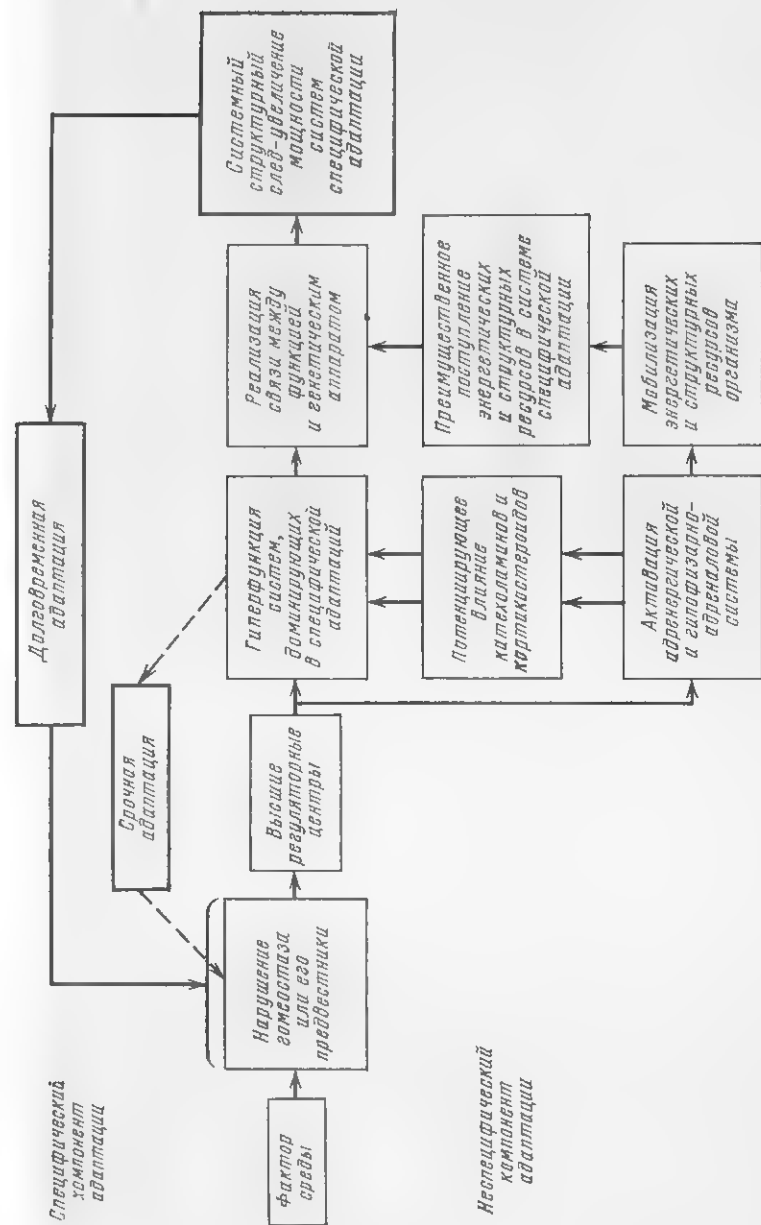 Специфический
компонент
адаптации
Долговременная
адаптация
Срочная
адаптация
Фактор
среды
Нарушение
гомеостаза
или его
предвестники
Высшие
регуляторные
центры
Гиперфункция
систем,
доминирующих
в специфической
адаптаций
Реализация
связи между
функцией
и генетическим
аппаратом
Системный
структурный
след-увеличение
мощности
систем
специфической
адаптации
Неспецифический
компонент
адаптации
Потенцирующее
влияние
катехоламинов и
кортикостероидов
Преимущественное
поступление
энергетических
и структурных
ресурсов в системе
специфической
адаптации
Активация
адренергической
и гипофизарно-
адреналовой
системы
Мобилизация
энергетических
и структурных
ресурсов
организма